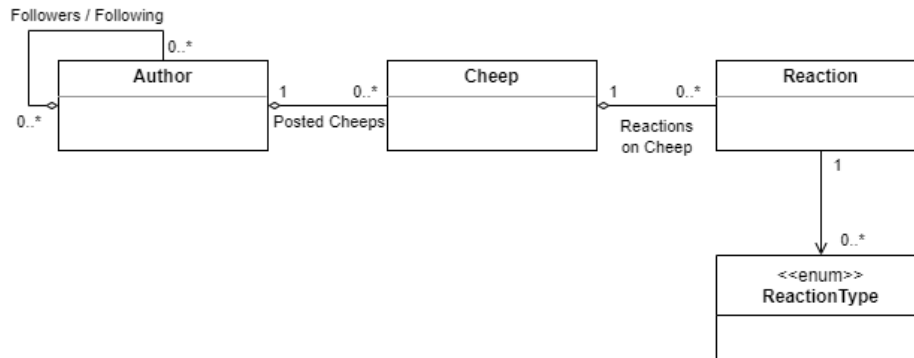 Followers / Following
0..*
Author
Cheep
Reaction
1
0..*
1
0..*
0..*
Posted Cheeps
Reactions
on Cheep
1
0..*
<<enum>>
ReactionType